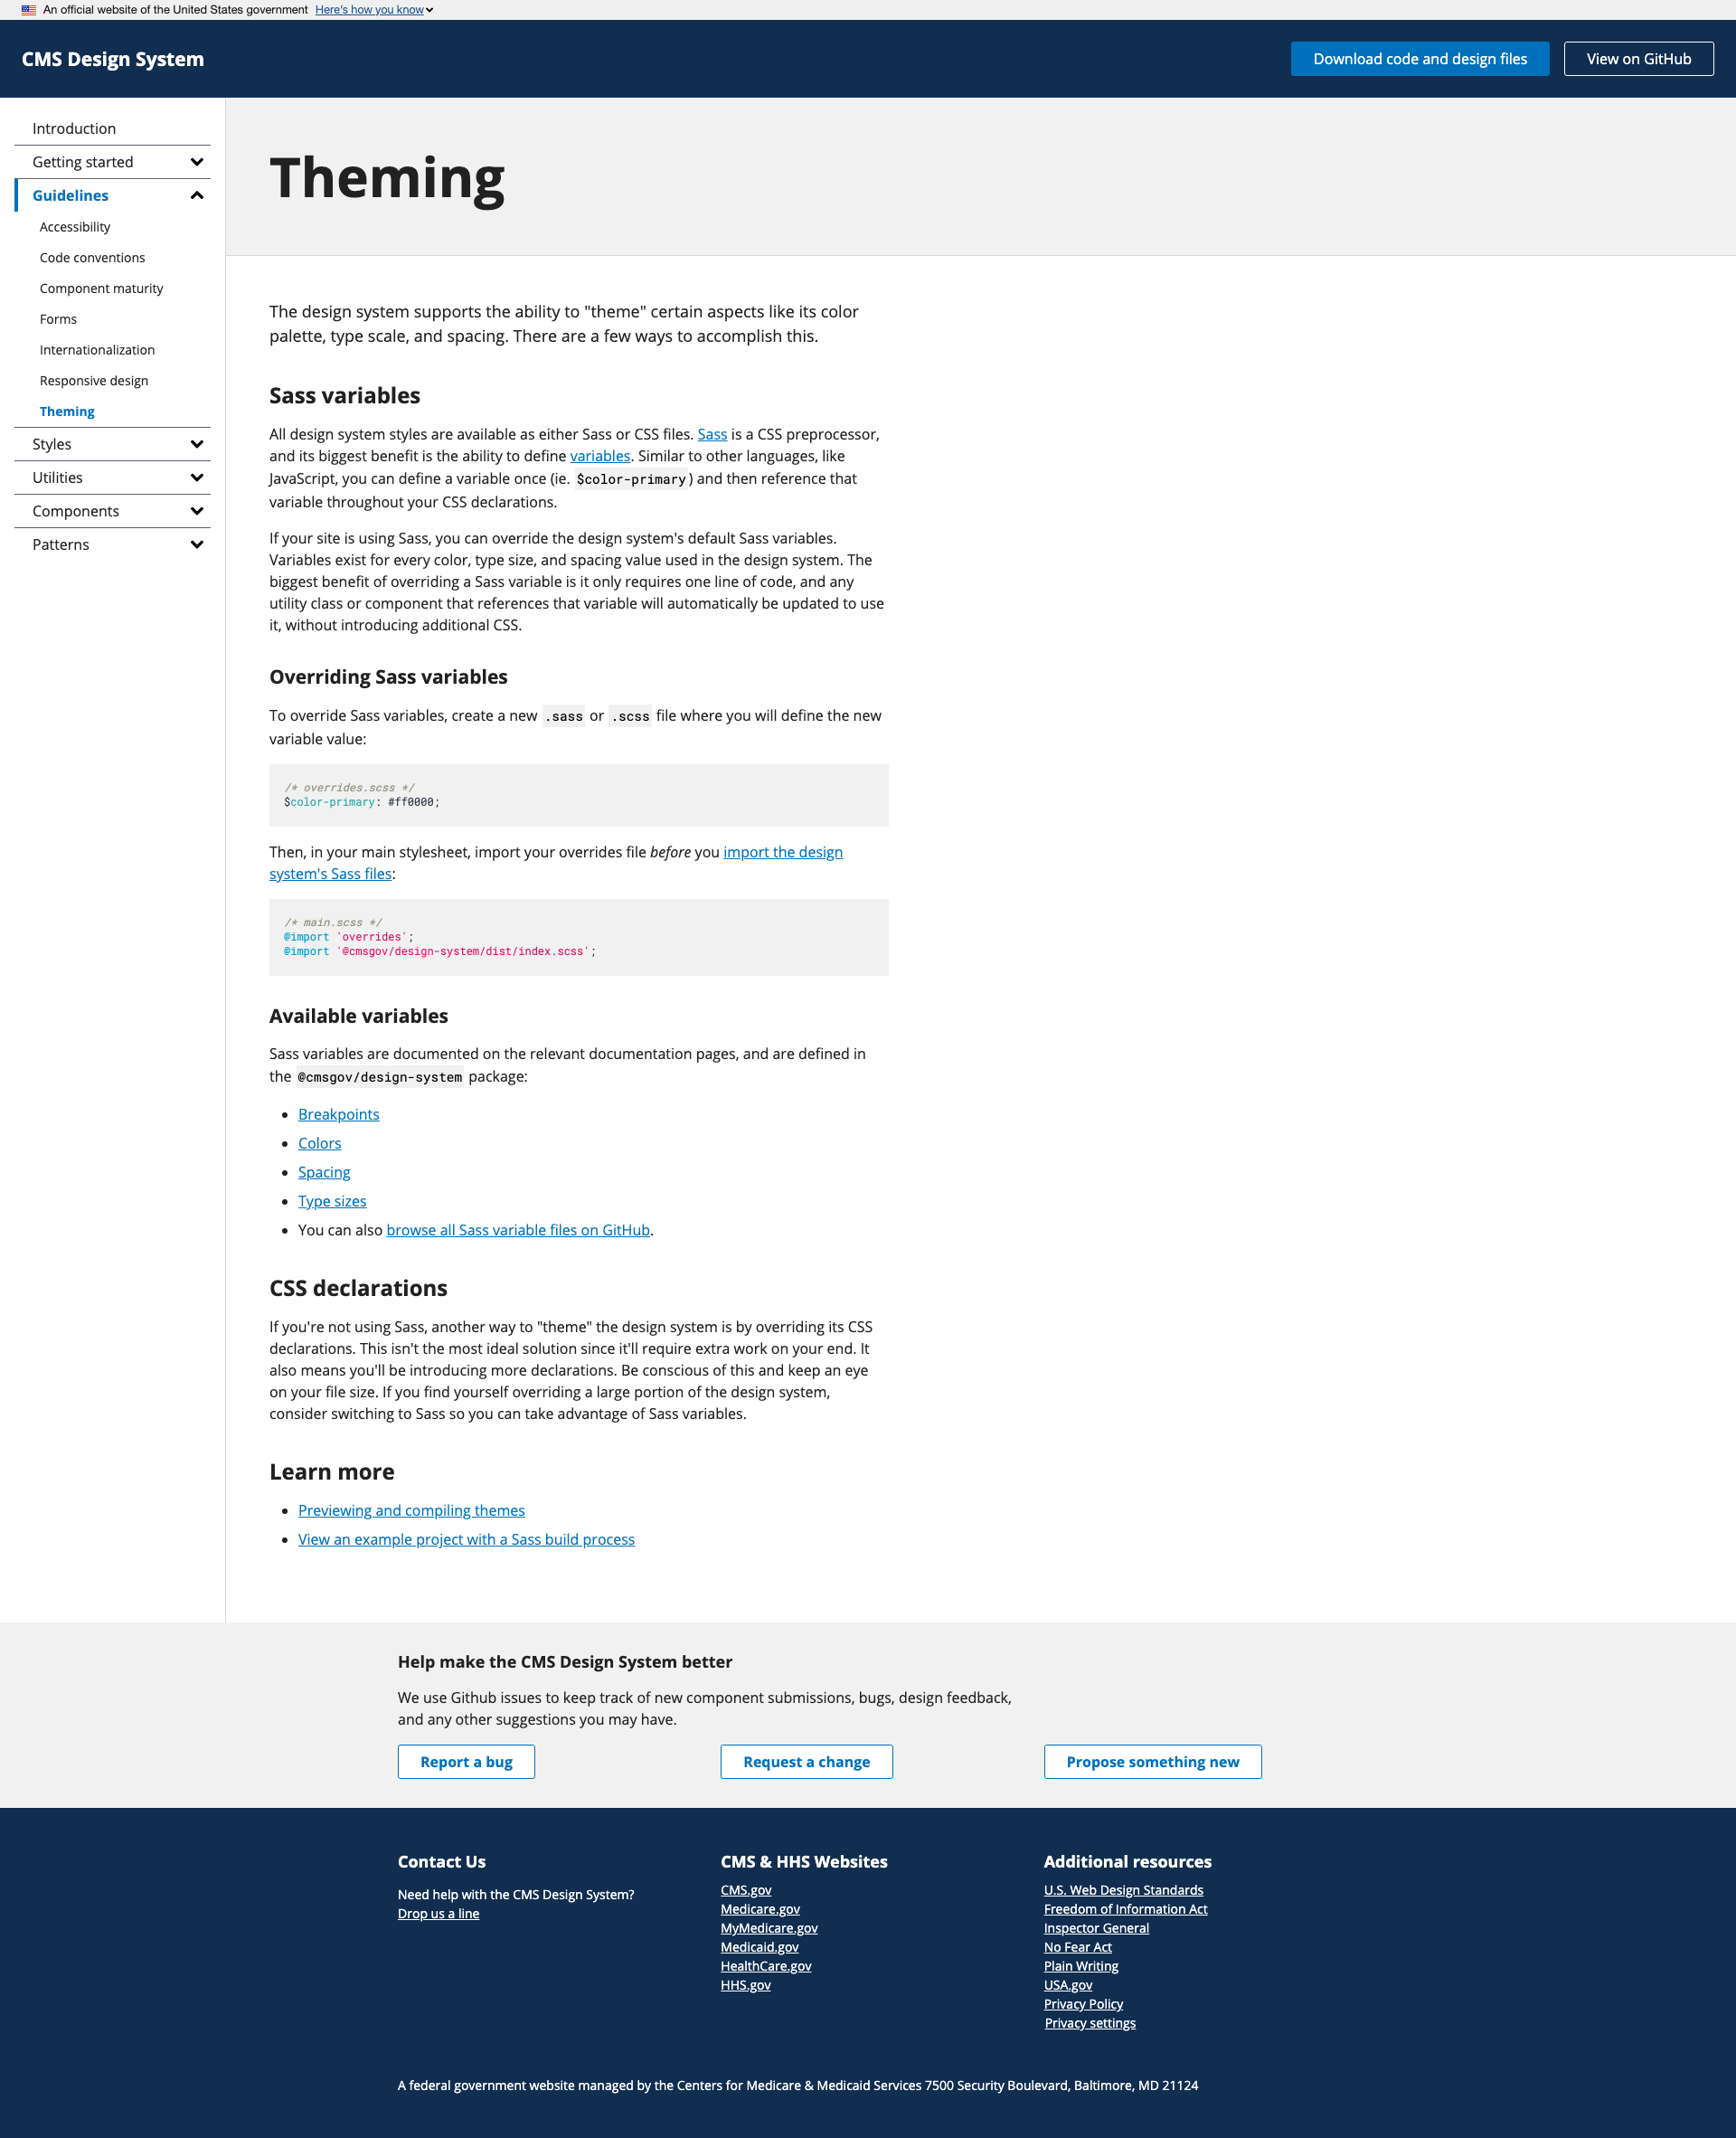 An official website of the United States government Here's how you know
CMS Design System
Download code and design files
View on GitHub
Introduction
Getting started
Guidelines
Accessibility
Code conventions
Component maturity
Forms
Internationalization
Responsive design
Theming
Styles
Utilities
Components
Patterns
Theming
The design system supports the ability to "theme" certain aspects like its color
palette, type scale, and spacing. There are a few ways to accomplish this.
Sass variables
All design system styles are available as either Sass or CSS files. Sass is a CSS preprocessor,
and its biggest benefit is the ability to define variables. Similar to other languages, like
JavaScript, you can define a variable once (ie. $color-primary) and then reference that
variable throughout your CSS declarations.
If your site is using Sass, you can override the design system's default Sass variables.
Variables exist for every color, type size, and spacing value used in the design system. The
biggest benefit of overriding a Sass variable is it only requires one line of code, and any
utility class or component that references that variable will automatically be updated to use
it, without introducing additional CSS.
Overriding Sass variables
To override Sass variables, create a new .sass or .scss file where you will define the new
variable value:
/* overrides.scss */
$color-primary: #ff0000;
Then, in your main stylesheet, import your overrides file before you import the design
system's Sass files:
/* main.scss */
@import 'overrides';
@import '@cmsgov/design-system/dist/index.scss';
Available variables
Sass variables are documented on the relevant documentation pages, and are defined in
the @cmsgov/design-system package:
• Breakpoints
• Colors
• Spacing
• Type sizes
• You can also browse all Sass variable files on GitHub.
CSS declarations
If you're not using Sass, another way to "theme" the design system is by overriding its CSS
declarations. This isn't the most ideal solution since it'll require extra work on your end. It
also means you'll be introducing more declarations. Be conscious of this and keep an eye
on your file size. If you find yourself overriding a large portion of the design system,
consider switching to Sass so you can take advantage of Sass variables.
Learn more
• Previewing and compiling themes
• View an example project with a Sass build process
Help make the CMS Design System better
We use Github issues to keep track of new component submissions, bugs, design feedback,
and any other suggestions you may have.
Report a bug
Request a change
Propose something new
Contact Us
Need help with the CMS Design System?
Drop us a line
CMS & HHS Websites
CMS.gov
Medicare.gov
MyMedicare.gov
Medicaid.gov
HealthCare.gov
HHS.gov
Additional resources
U.S. Web Design Standards
Freedom of Information Act
Inspector General
No Fear Act
Plain Writing
USA.gov
Privacy Policy
Privacy settings
A federal government website managed by the Centers for Medicare & Medicaid Services 7500 Security Boulevard, Baltimore, MD 21124